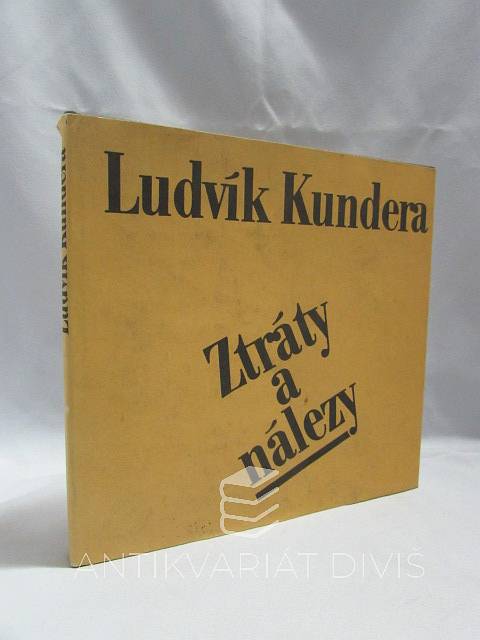 Ludvík Kundera
Ludvík Kundera
Ztráty
a
nálezy
ANTIKVARIÁT DIVIŠ